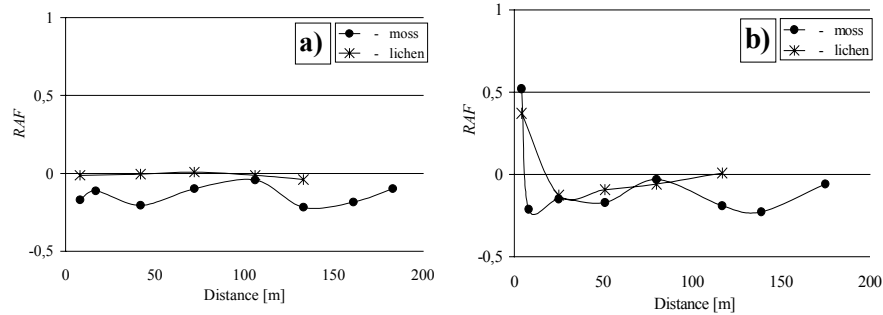 1
0,5
0
-0,5
RAF
0 50 100 150 200
Distance [m]
a)
- moss
- lichen
1
0,5
0
-0,5
RAF
0 50 100 150 200
Distance [m]
b)
- moss
- lichen